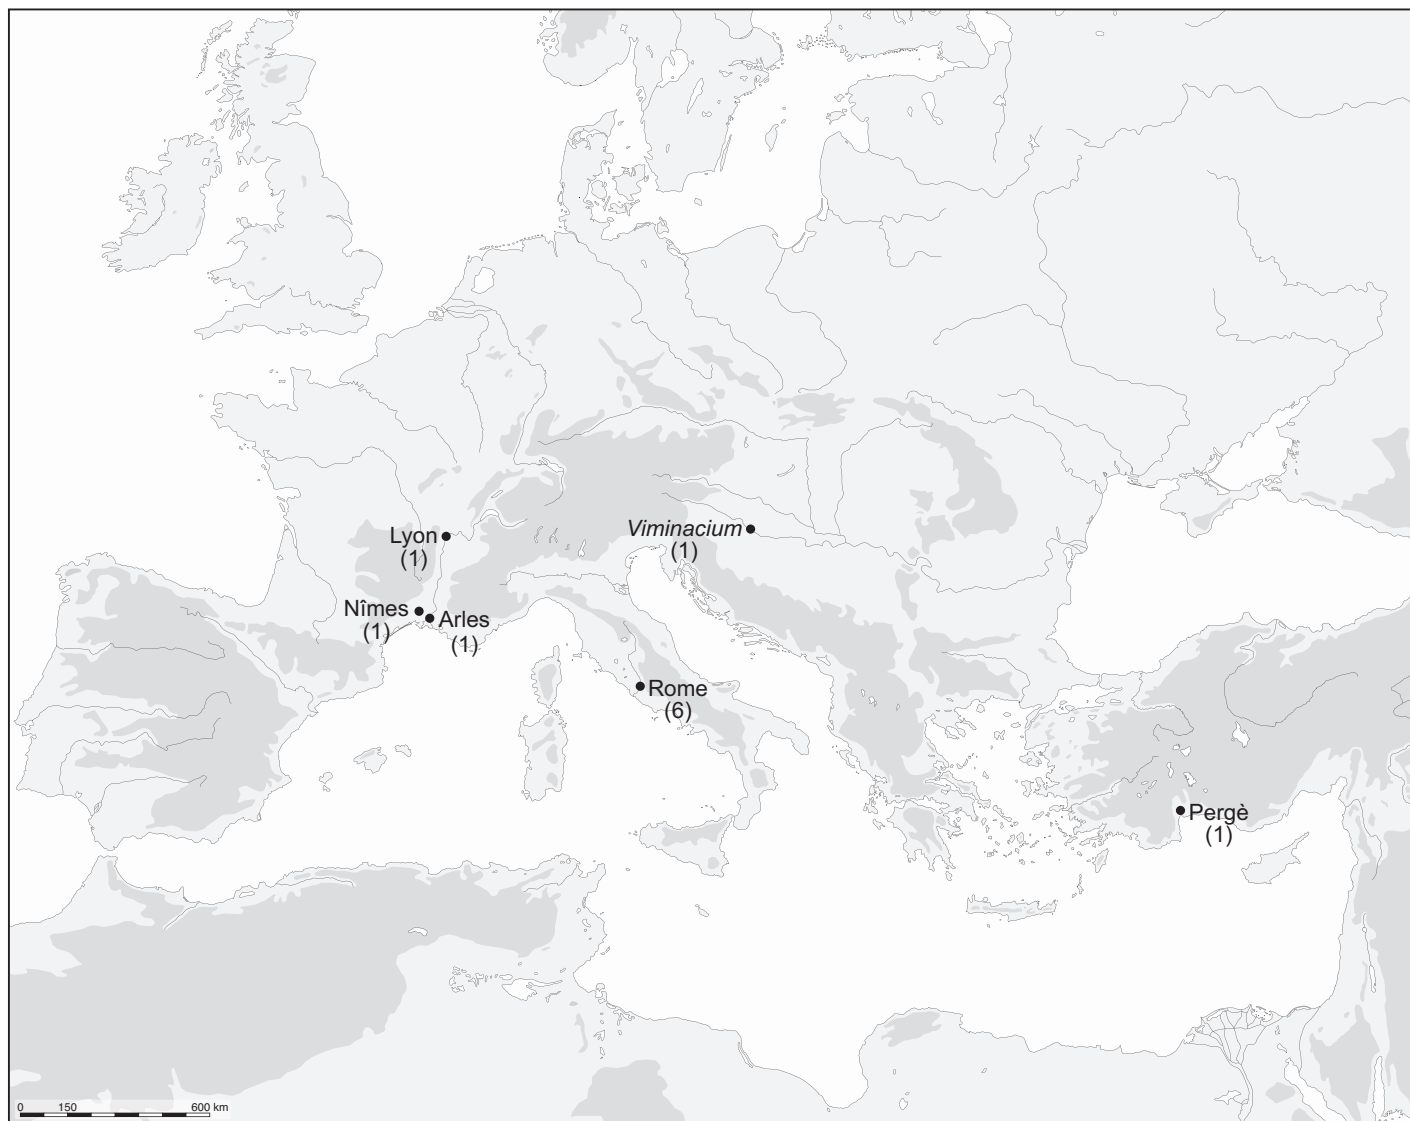 Lyon
(1)
Viminacium
(1)
Nîmes
(1)
Arles
(1)
Rome
(6)
Pergè
(1)
0 150 600 km